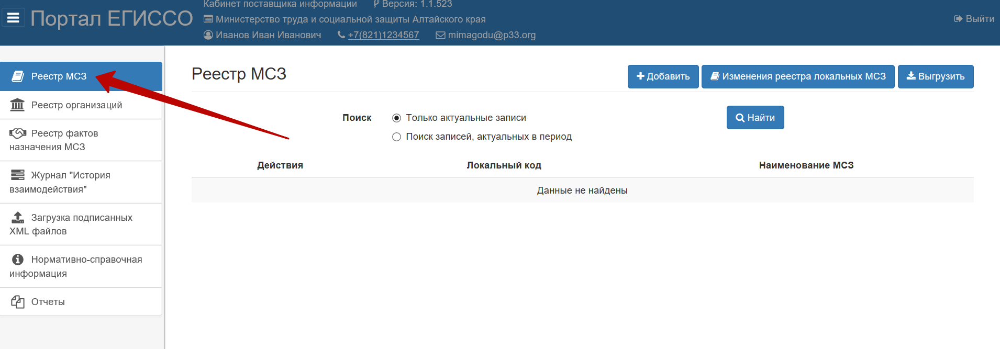 Кабинет поставщика информации Версия: 1.1.523
Портал ЕГИССО
Министерство труда и социальной защиты Алтайского края
Выйти
Иванов Иван Иванович +7(821)1234567 mimagodu@p33.org
Реестр МСЗ
Реестр организаций
Реестр фактов
назначения МСЗ
Журнал "История
взаимодействия"
Загрузка подписанных
XML файлов
Нормативно-справочная
информация
Отчеты
Реестр МСЗ
Добавить Изменения реестра локальных МСЗ Выгрузить
Поиск Только актуальные записи Найти
Поиск записей, актуальных в период
Действия Локальный код Наименование МСЗ
Данные не найдены